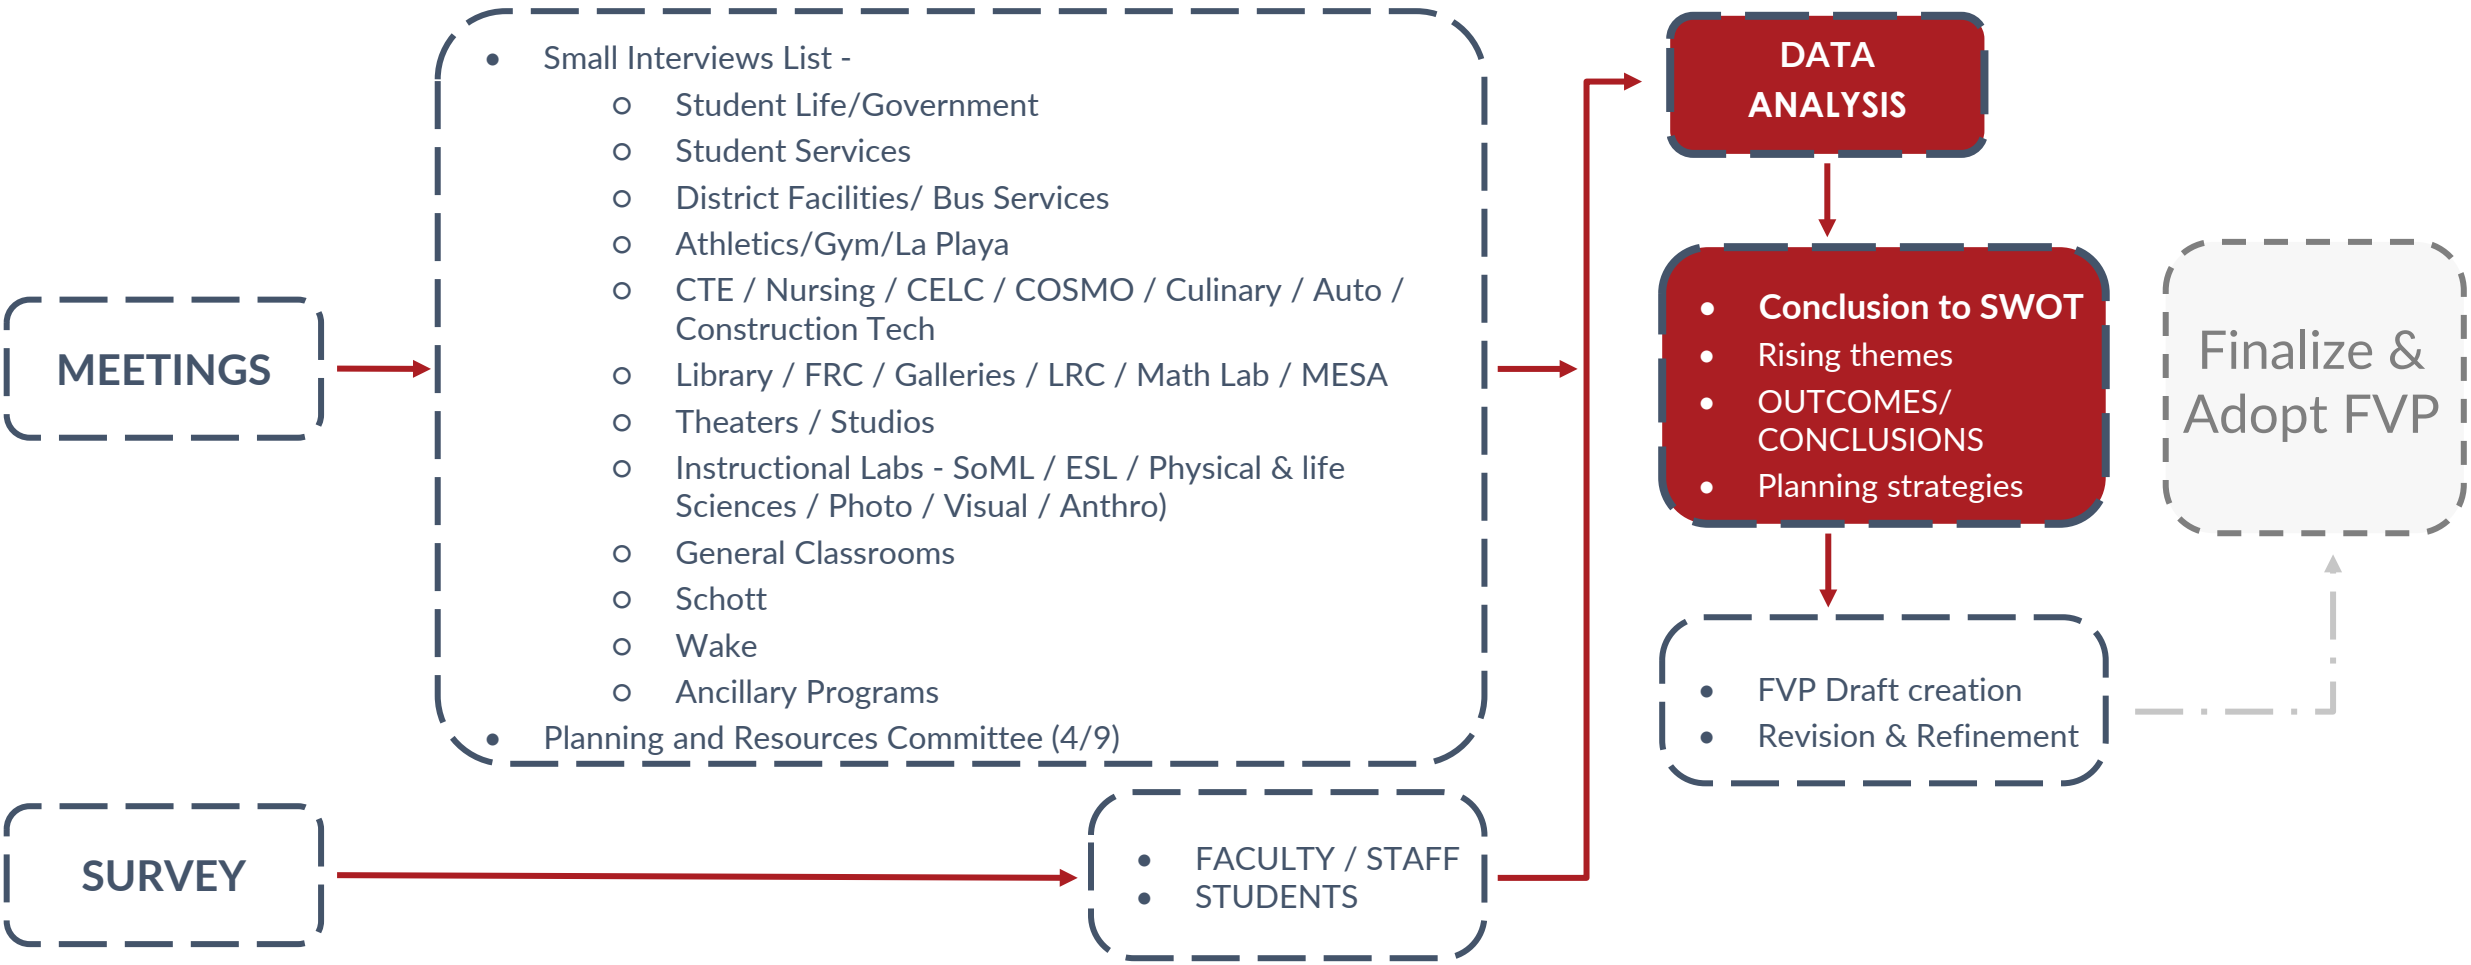 MEETINGS
• Small Interviews List -
○ Student Life/Government
○ Student Services
○ District Facilities/ Bus Services
○ Athletics/Gym/La Playa
○ CTE / Nursing / CELC / COSMO / Culinary / Auto /
Construction Tech
○ Library / FRC / Galleries / LRC / Math Lab / MESA
○ Theaters / Studios
○ Instructional Labs - SoML / ESL / Physical & life
Sciences / Photo / Visual / Anthro)
○ General Classrooms
○ Schott
○ Wake
○ Ancillary Programs
• Planning and Resources Committee (4/9)
SURVEY
• FACULTY / STAFF
• STUDENTS
DATA
ANALYSIS
• Conclusion to SWOT
• Rising themes
• OUTCOMES/
CONCLUSIONS
• Planning strategies
• FVP Draft creation
• Revision & Refinement
Finalize &
Adopt FVP